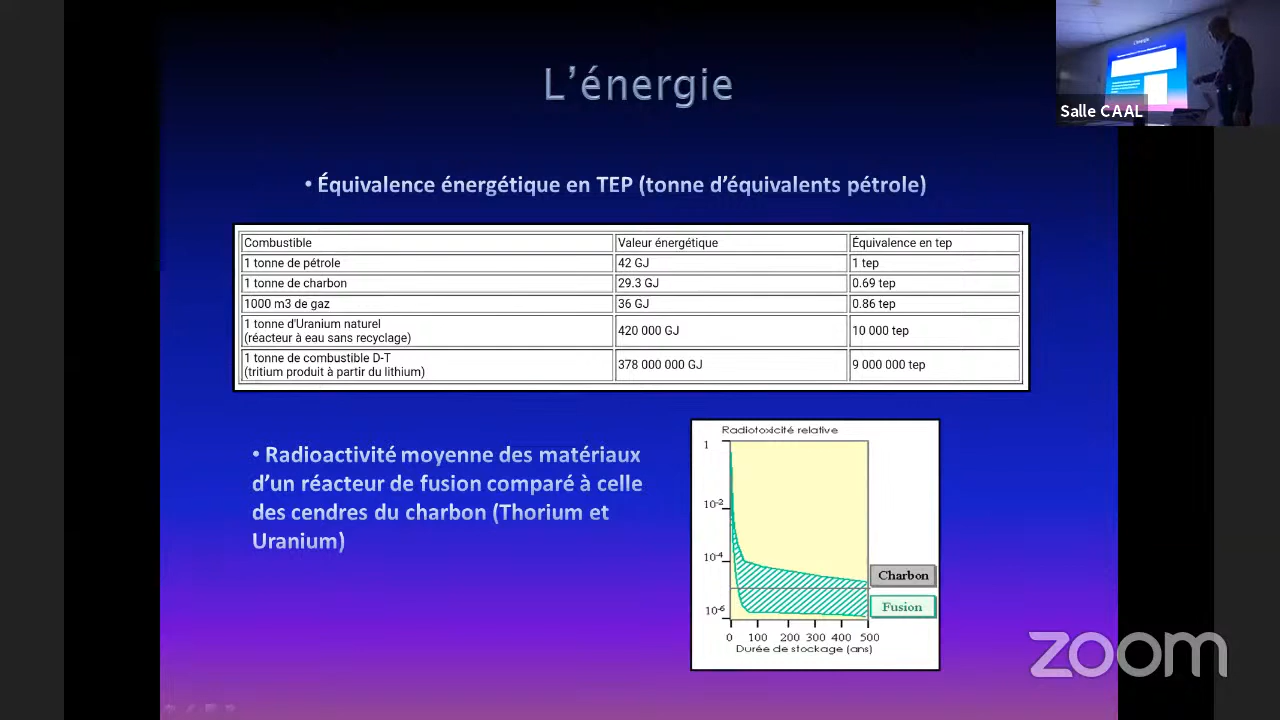 L'énergie
Salle CAAL
• Équivalence énergétique en TEP (tonne d'équivalents pétrole)
Combustible Valeur énergétique Équivalence en tep
1 tonne de pétrole 42 GJ 1 tep
1 tonne de charbon 29.3 GJ 0.69 tep
1000 m3 de gaz 36 GJ 0.86 tep
1 tonne d'Uranium naturel
(réacteur à eau sans recyclage) 420 000 GJ 10 000 tep
1 tonne de combustible D-T
(tritium produit à partir du lithium) 378 000 000 GJ 9 000 000 tep
• Radioactivité moyenne des matériaux
d'un réacteur de fusion comparé à celle
des cendres du charbon (Thorium et
Uranium)
Radiotoxicité relative
1
10-2
10-4
10-6
Charbon
Fusion
0 100 200 300 400 500
Durée de stockage (ans)
zoom